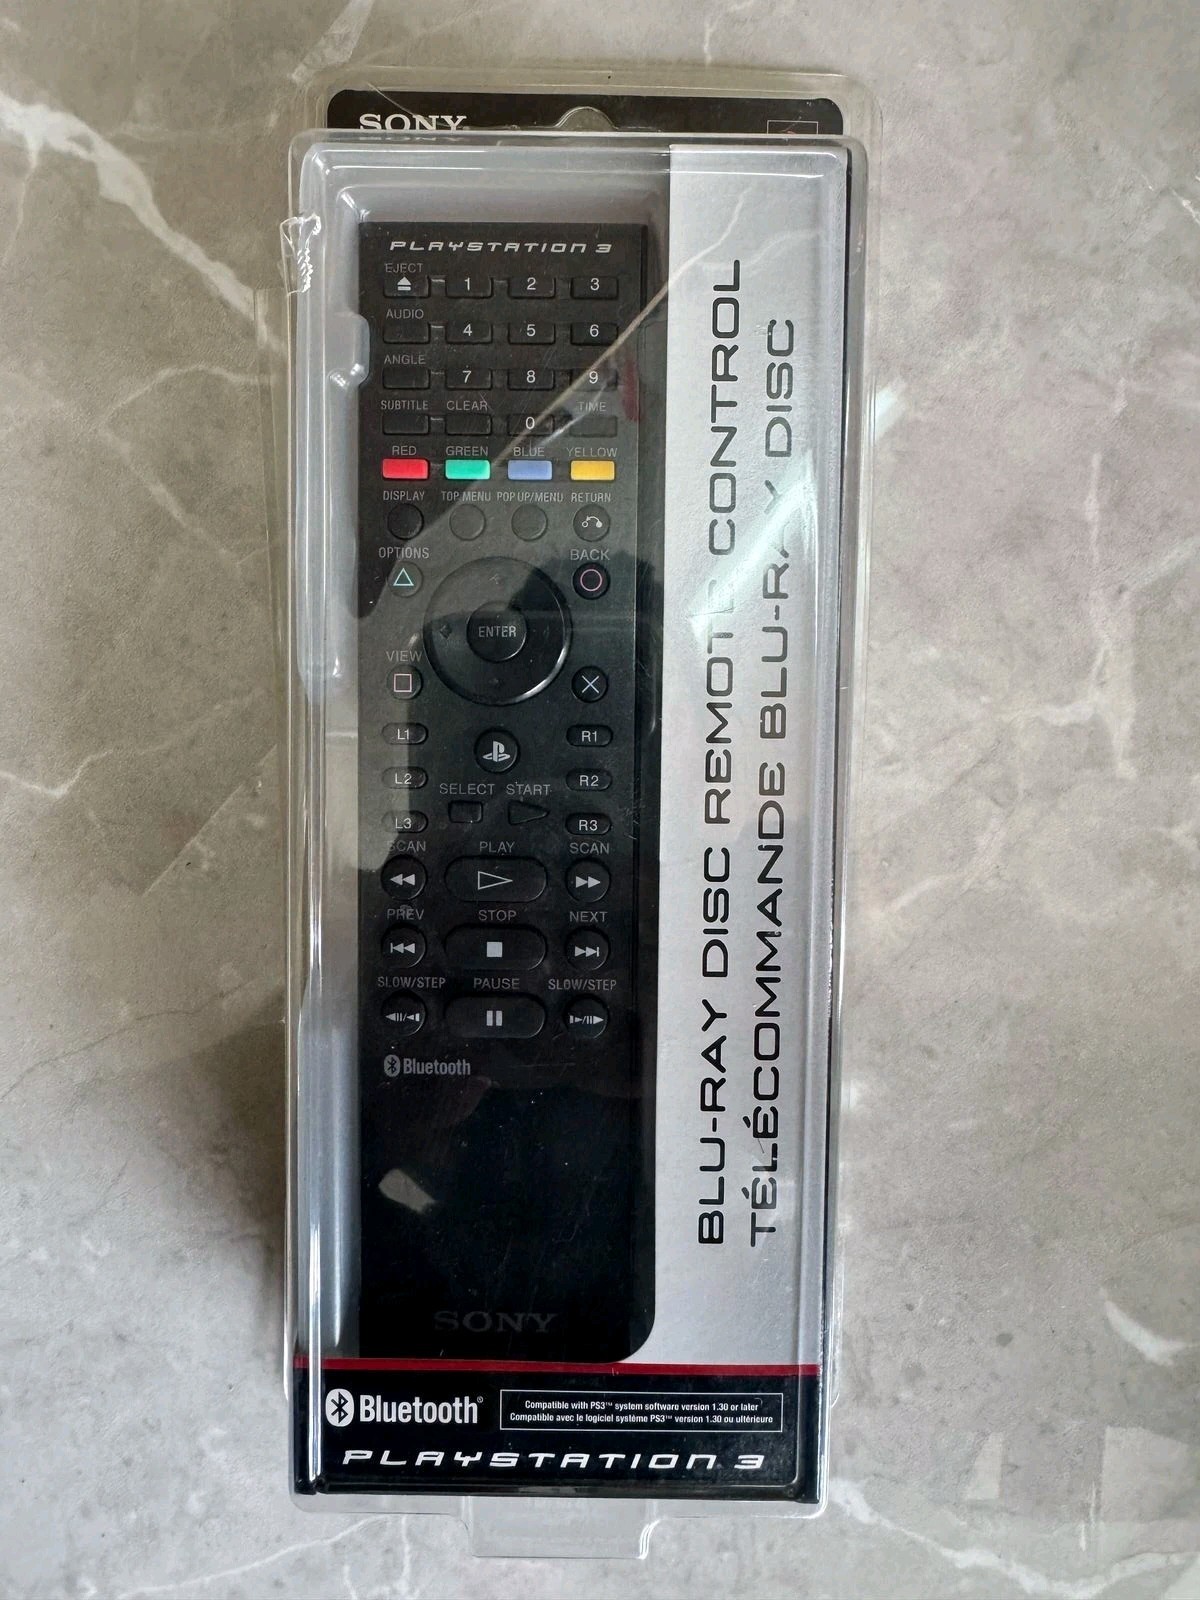 SONY
PLAYSTATION 3
EJECT
1 2 3
AUDIO
4 5 6
ANGLE
7 8 9
SUBTITLE CLEAR TIME
0
RED GREEN BLUE YELLOW
DISPLAY TOP MENU POP UP/MENU RETURN
OPTIONS BACK
ENTER
VIEW
L1 R1
L2 R2
SELECT START
L3 R3
SCAN PLAY SCAN
PREV STOP NEXT
SLOW/STEP PAUSE SLOW/STEP
Bluetooth
SONY
BLU-RAY DISC REMOTE CONTROL
TÉLÉCOMMANDE BLU-RAY DISC
Bluetooth®
Compatible with PS3™ system software version 1.30 or later
Compatible avec le logiciel système PS3™ version 1.30 ou ultérieure
PLAYSTATION 3